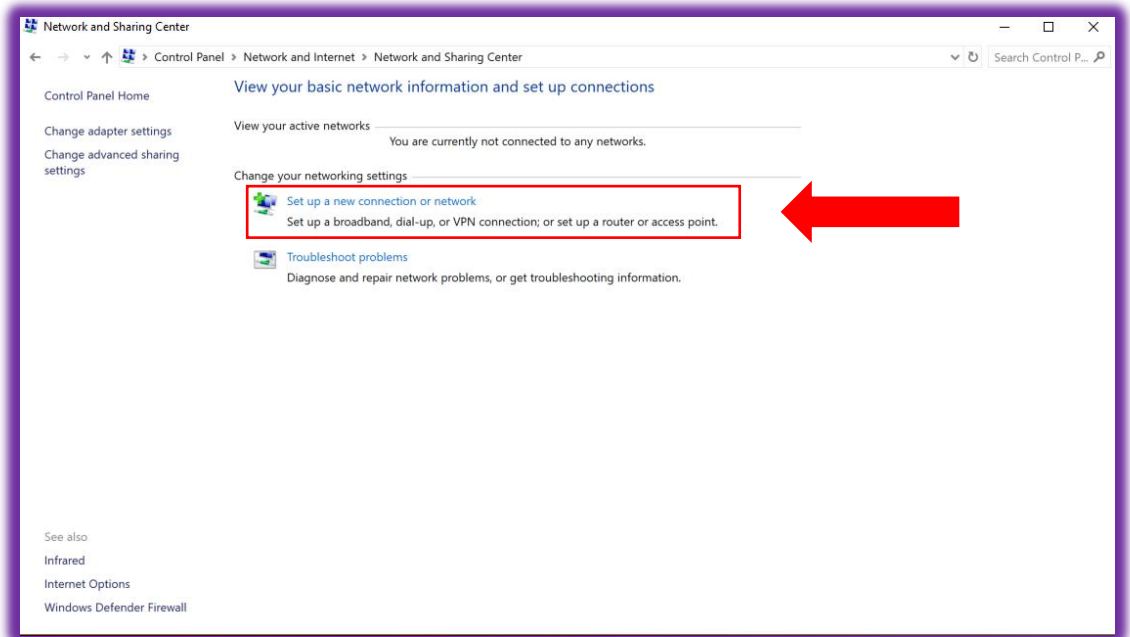 Network and Sharing Center
Control Panel > Network and Internet > Network and Sharing Center
Search Control P...
Control Panel Home
Change adapter settings
Change advanced sharing
settings
View your basic network information and set up connections
View your active networks
You are currently not connected to any networks.
Change your networking settings
Set up a new connection or network
Set up a broadband, dial-up, or VPN connection; or set up a router or access point.
Troubleshoot problems
Diagnose and repair network problems, or get troubleshooting information.
See also
Infrared
Internet Options
Windows Defender Firewall